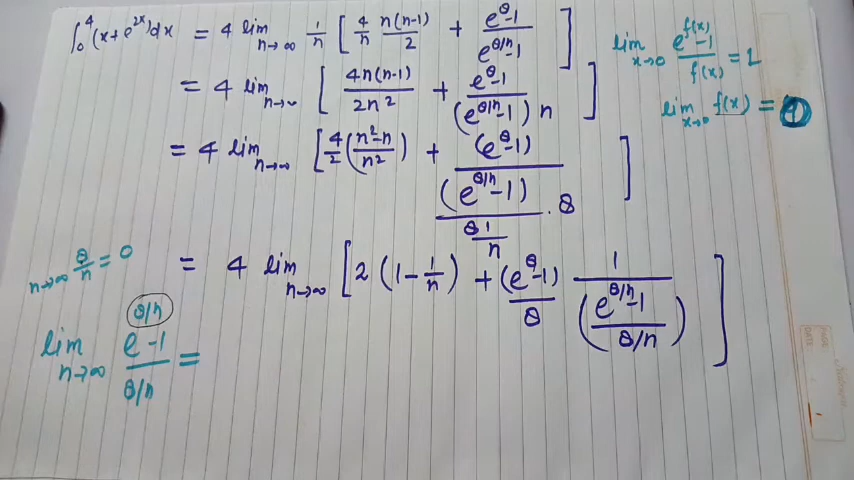 ∫₀⁴ (x+e^{2x})dx = 4 lim_{n→∞} 1/n [ 4/n n(n-1)/2 + (e^8-1)/(e^{8/n}-1) ]
lim_{x→0} (e^{f(x)}-1)/f(x) = 1
= 4 lim_{n→∞} [ 4n(n-1)/2n² + (e^8-1)/((e^{8/n}-1) n) ]
lim_{x→0} f(x) =
= 4 lim_{n→∞} [ 4/2 ((n²-n)/n²) + (e^8-1)/(((e^{8/n}-1)/(8 1/n)) . 8) ]
n→∞ 8/n = 0
= 4 lim_{n→∞} [ 2 (1-1/n) + (e^8-1)/8 1/((e^{8/n}-1)/(8/n)) ]
lim_{n→∞} (e^{8/n}-1)/(8/n) =